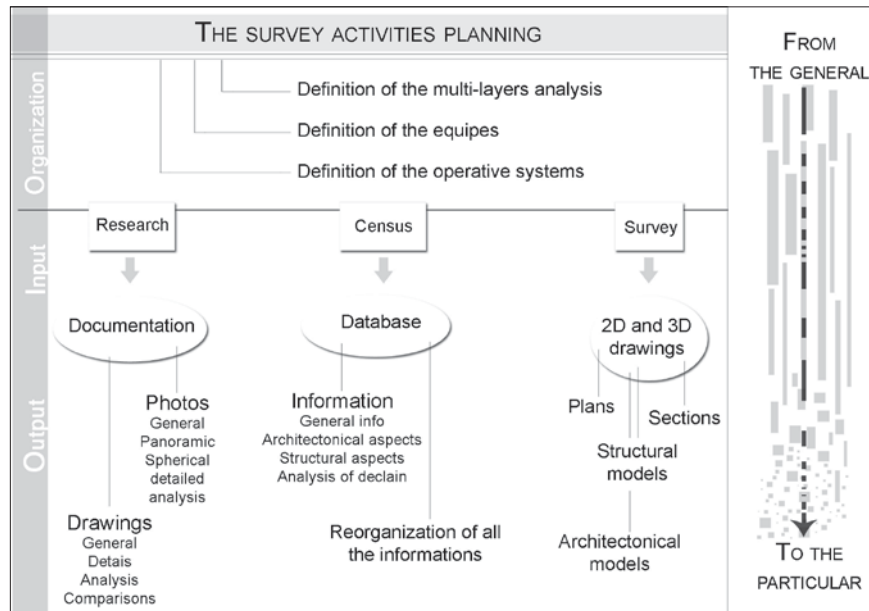 THE SURVEY ACTIVITIES PLANNING
Organization
Definition of the multi-layers analysis
Definition of the equipes
Definition of the operative systems
Input
Research
Census
Survey
Output
Documentation
Photos
General
Panoramic
Spherical
detailed
analysis
Drawings
General
Detais
Analysis
Comparisons
Database
Information
General info
Architectonical aspects
Structural aspects
Analysis of declain
Reorganization of all
the informations
2D and 3D
drawings
Plans
Sections
Structural
models
Architectonical
models
FROM
THE GENERAL
TO THE
PARTICULAR